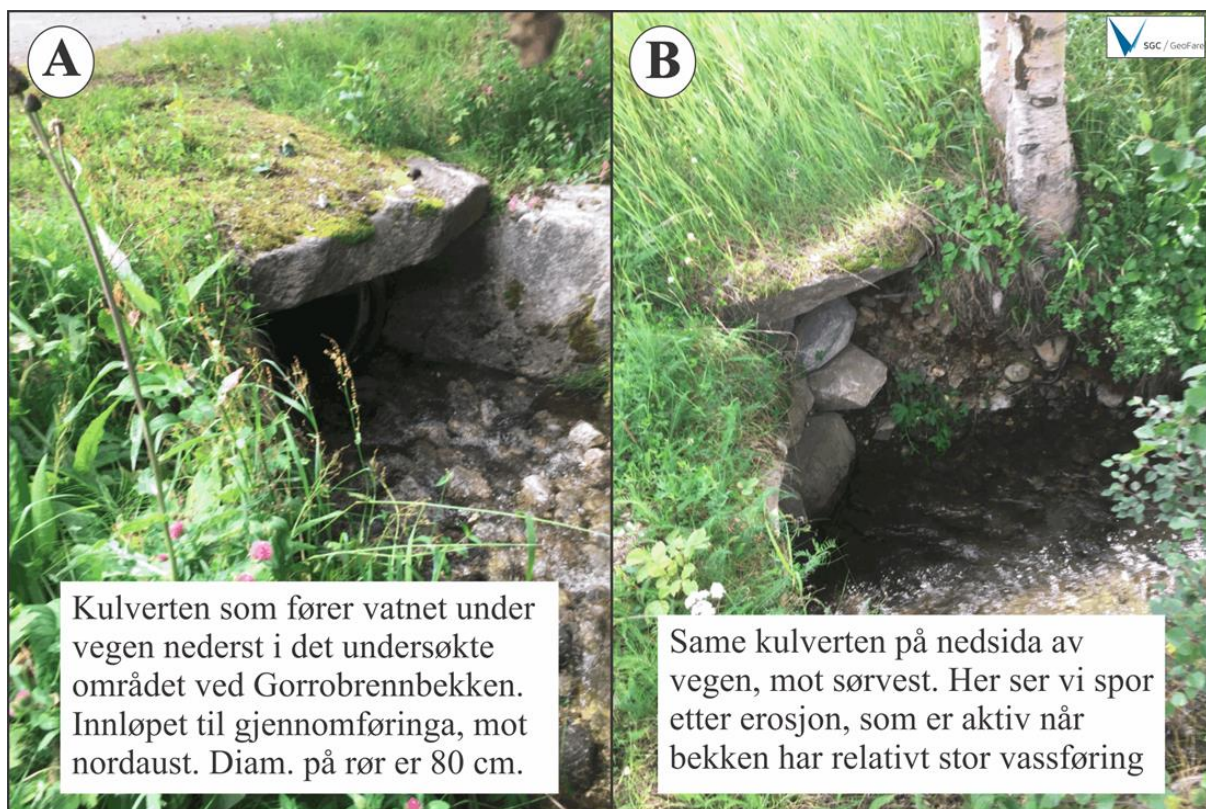 A
B
SGC / GeoFare
Kulverten som fører vatnet under
vegen nederst i det undersøkte
området ved Gorrobrennbekken.
Innløpet til gjennomføringa, mot
nordaust. Diam. på rør er 80 cm.
Same kulverten på nedsida av
vegen, mot sørvest. Her ser vi spor
etter erosjon, som er aktiv når
bekken har relativt stor vassføring